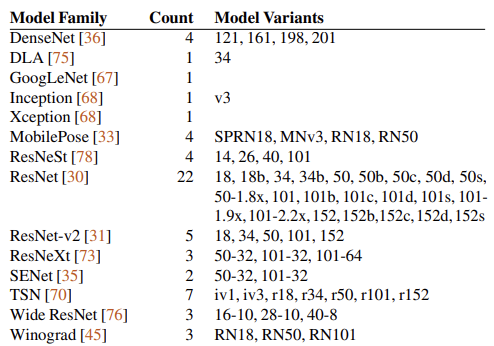 Model Family Count Model Variants
DenseNet [36] 4 121, 161, 198, 201
DLA [75] 1 34
GoogLeNet [67] 1
Inception [68] 1 v3
Xception [68] 1
MobilePose [33] 4 SPRN18, MNv3, RN18, RN50
ResNeSt [78] 4 14, 26, 40, 101
ResNet [30] 22 18, 18b, 34, 34b, 50, 50b, 50c, 50d, 50s,
50-1.8x, 101, 101b, 101c, 101d, 101s, 101-
1.9x, 101-2.2x, 152, 152b, 152c, 152d, 152s
ResNet-v2 [31] 5 18, 34, 50, 101, 152
ResNeXt [73] 3 50-32, 101-32, 101-64
SENet [35] 2 50-32, 101-32
TSN [70] 7 iv1, iv3, r18, r34, r50, r101, r152
Wide ResNet [76] 3 16-10, 28-10, 40-8
Winograd [45] 3 RN18, RN50, RN101